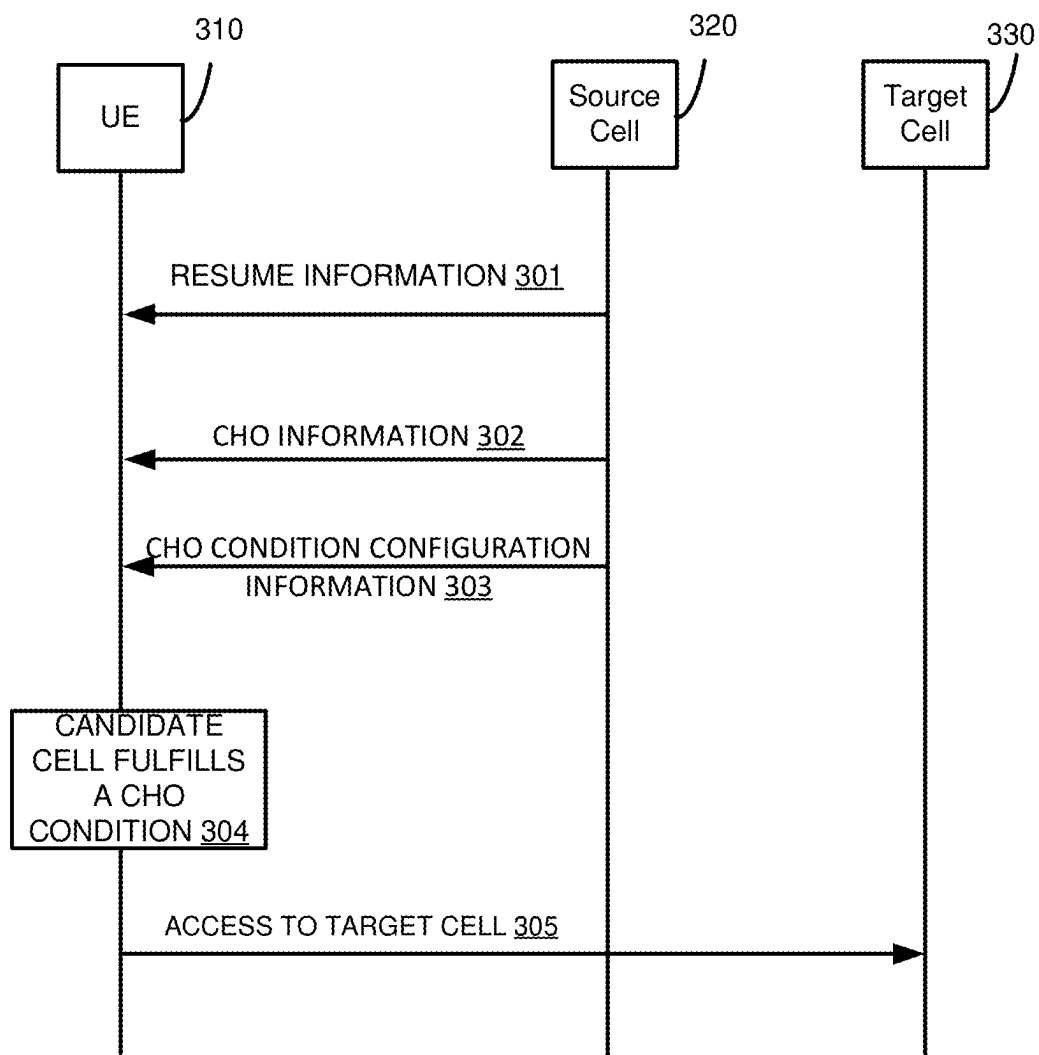 310
320
330
UE
Source
Cell
Target
Cell
RESUME INFORMATION 301
CHO INFORMATION 302
CHO CONDITION CONFIGURATION
INFORMATION 303
CANDIDATE
CELL FULFILLS
A CHO
CONDITION 304
ACCESS TO TARGET CELL 305